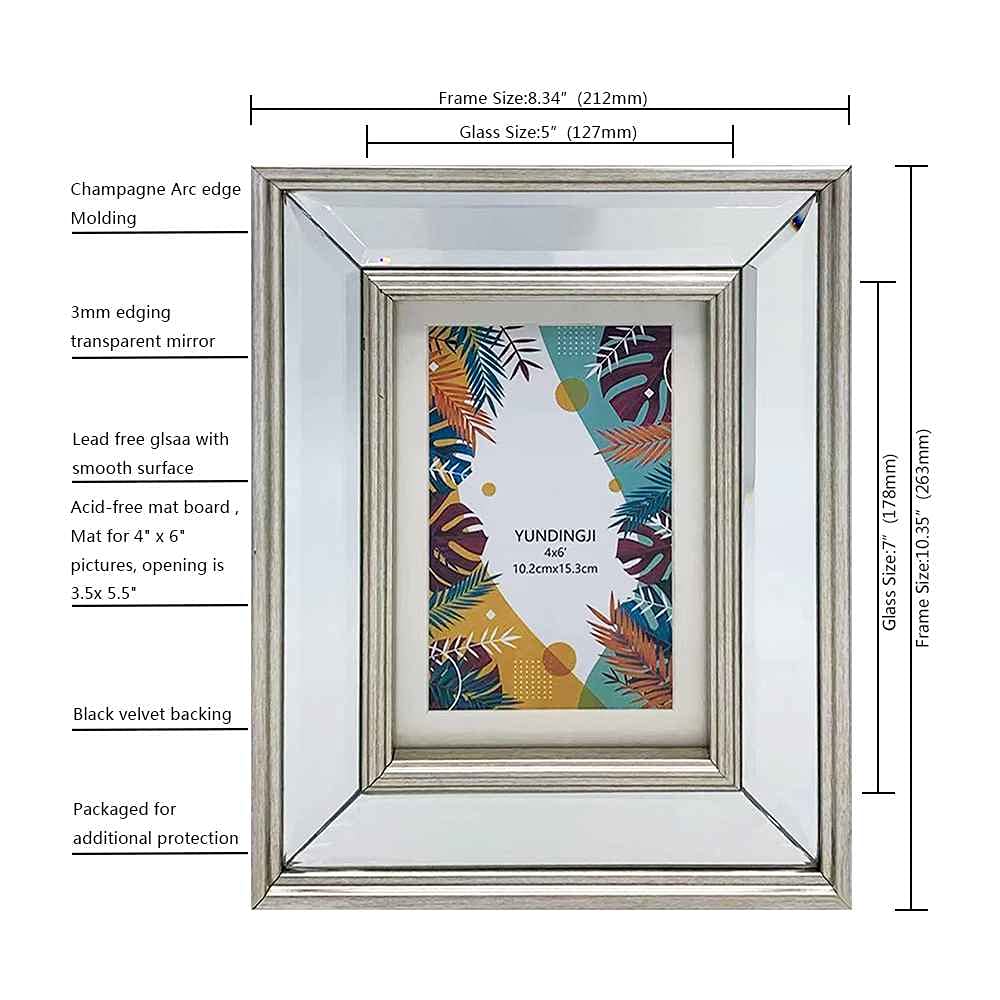 Frame Size:8.34” (212mm)
Glass Size:5” (127mm)
Champagne Arc edge
Molding
3mm edging
transparent mirror
Lead free glsaa with
smooth surface
Acid-free mat board ,
Mat for 4" x 6"
pictures, opening is
3.5x 5.5"
Black velvet backing
Packaged for
additional protection
YUNDINGJI
4x6'
10.2cmx15.3cm
Glass Size:7” (178mm)
Frame Size:10.35” (263mm)